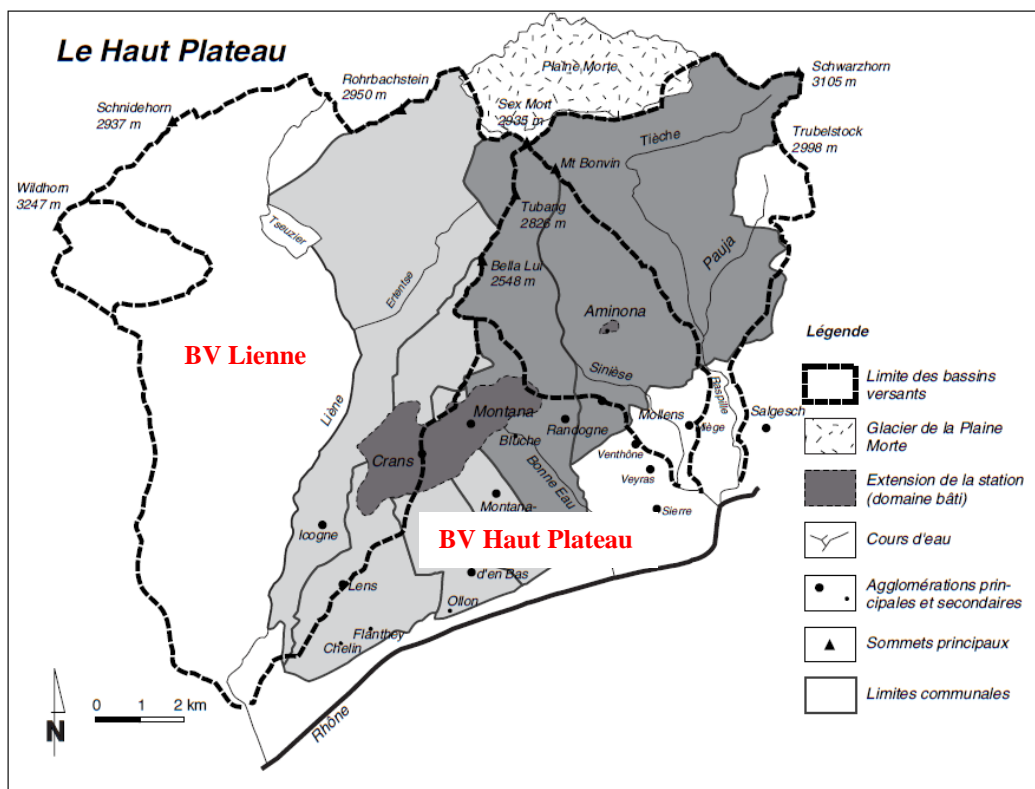 Le Haut Plateau
Plaine Morte
Schwarzhorn
3105 m
Rohrbachstein
2950 m
Sex Mort
2935 m
Schnidehorn
2937 m
Tièche
Trubelstock
2998 m
Mt Bonvin
Wildhorn
3247 m
Tubang
2826 m
Tseuzier
Ertentse
Pauja
Bella Lui
2548 m
Aminona
BV Lienne
Liène
Sinièse
Raspille
Montana
Mollens
Miège
Salgesch
Bluche
Randogne
Crans
Venthône
Bonne Eau
Veyras
Montana-
Sierre
Icogne
BV Haut Plateau
d'en Bas
Lens
Ollon
Flanthey
Chelin
Rhône
N
0 1 2 km
Légende
Limite des bassins
versants
Glacier de la Plaine
Morte
Extension de la station
(domaine bâti)
Cours d'eau
Agglomérations prin-
cipales et secondaires
Sommets principaux
Limites communales